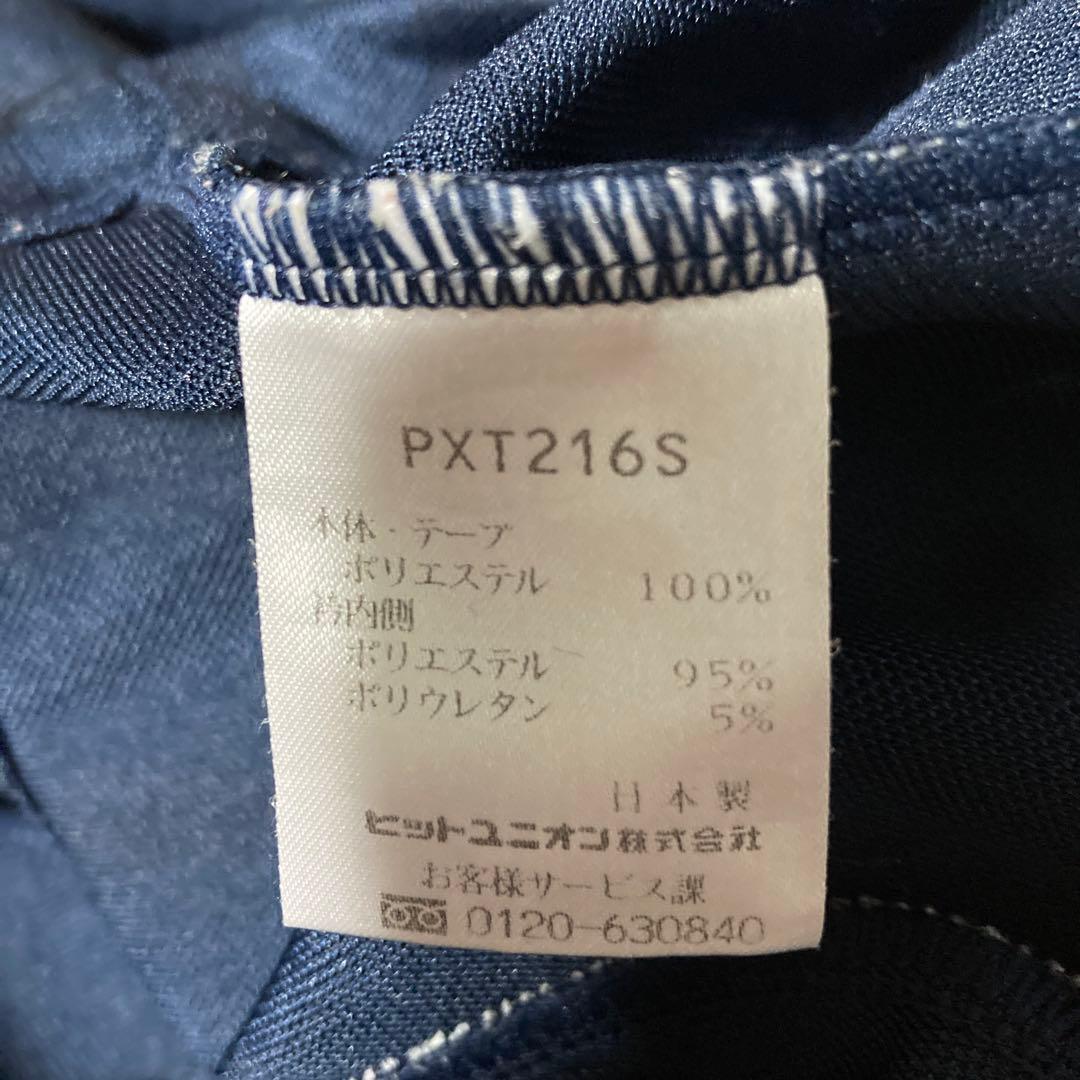 PXT216S
本体・テープ
ポリエステル 100%
衿内側
ポリエステル 95%
ポリウレタン 5%
日本製
ヒットユニオン株式会社
お客様サービス課
0120-630840